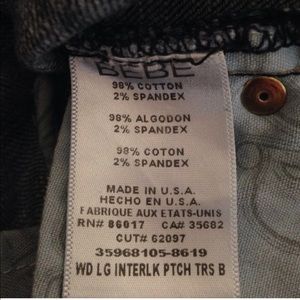 BEBE
98% COTTON
2% SPANDEX
98% ALGODON
2% SPANDEX
98% COTON
2% SPANDEX
MADE IN U.S.A.
HECHO EN U.S.A.
FABRIQUE AUX ETATS-UNIS
RN# 86017 CA# 35682
CUT# 62097
35968105-8619
WD LG INTERLK PTCH TRS B